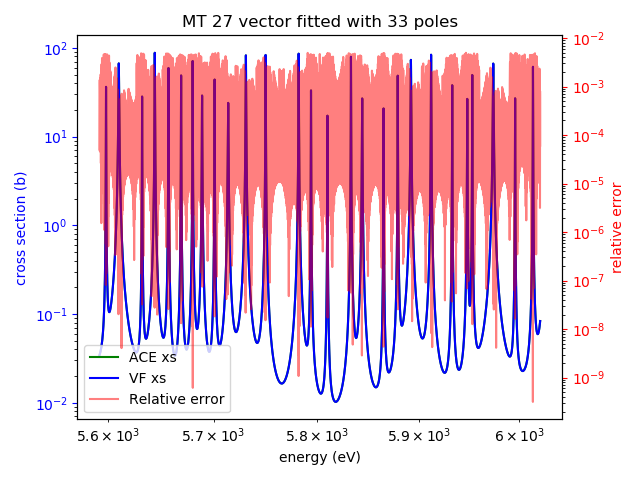 MT 27 vector fitted with 33 poles
cross section (b)
10²
10¹
10⁰
10⁻¹
10⁻²
10⁻²
10⁻³
10⁻⁴
10⁻⁵
10⁻⁶
10⁻⁷
10⁻⁸
10⁻⁹
relative error
ACE xs
VF xs
Relative error
5.6 × 10³ 5.7 × 10³ 5.8 × 10³ 5.9 × 10³ 6 × 10³
energy (eV)